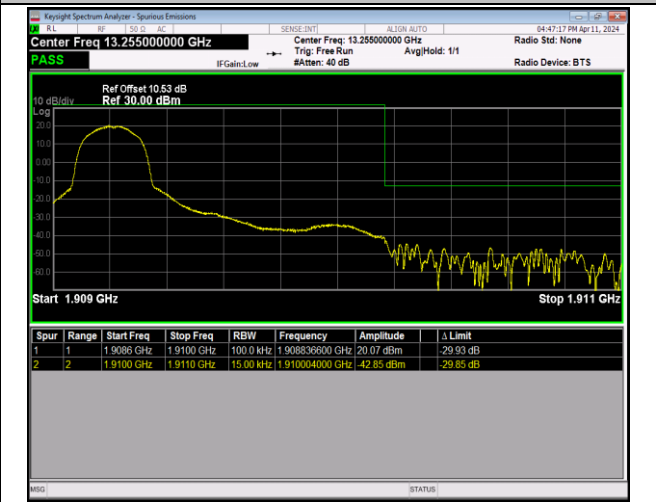 Keysight Spectrum Analyzer - Spurious Emissions
RL RF 50 Ω AC SENSE:INT ALIGN AUTO 04:47:17 PM Apr 11, 2024
Center Freq 13.255000000 GHz Center Freq: 13.255000000 GHz Radio Std: None
Trig: Free Run Avg|Hold: 1/1
PASS IFGain:Low #Atten: 40 dB Radio Device: BTS
Ref Offset 10.53 dB
10 dB/div Ref 30.00 dBm
Log
20.0
10.0
0.00
-10.0
-20.0
-30.0
-40.0
-50.0
-60.0
Start 1.909 GHz Stop 1.911 GHz
Spur Range Start Freq Stop Freq RBW Frequency Amplitude Δ Limit
1 1 1.9086 GHz 1.9100 GHz 100.0 kHz 1.908836600 GHz 20.07 dBm -29.93 dB
2 2 1.9100 GHz 1.9110 GHz 15.00 kHz 1.910004000 GHz -42.85 dBm -29.85 dB
MSG STATUS